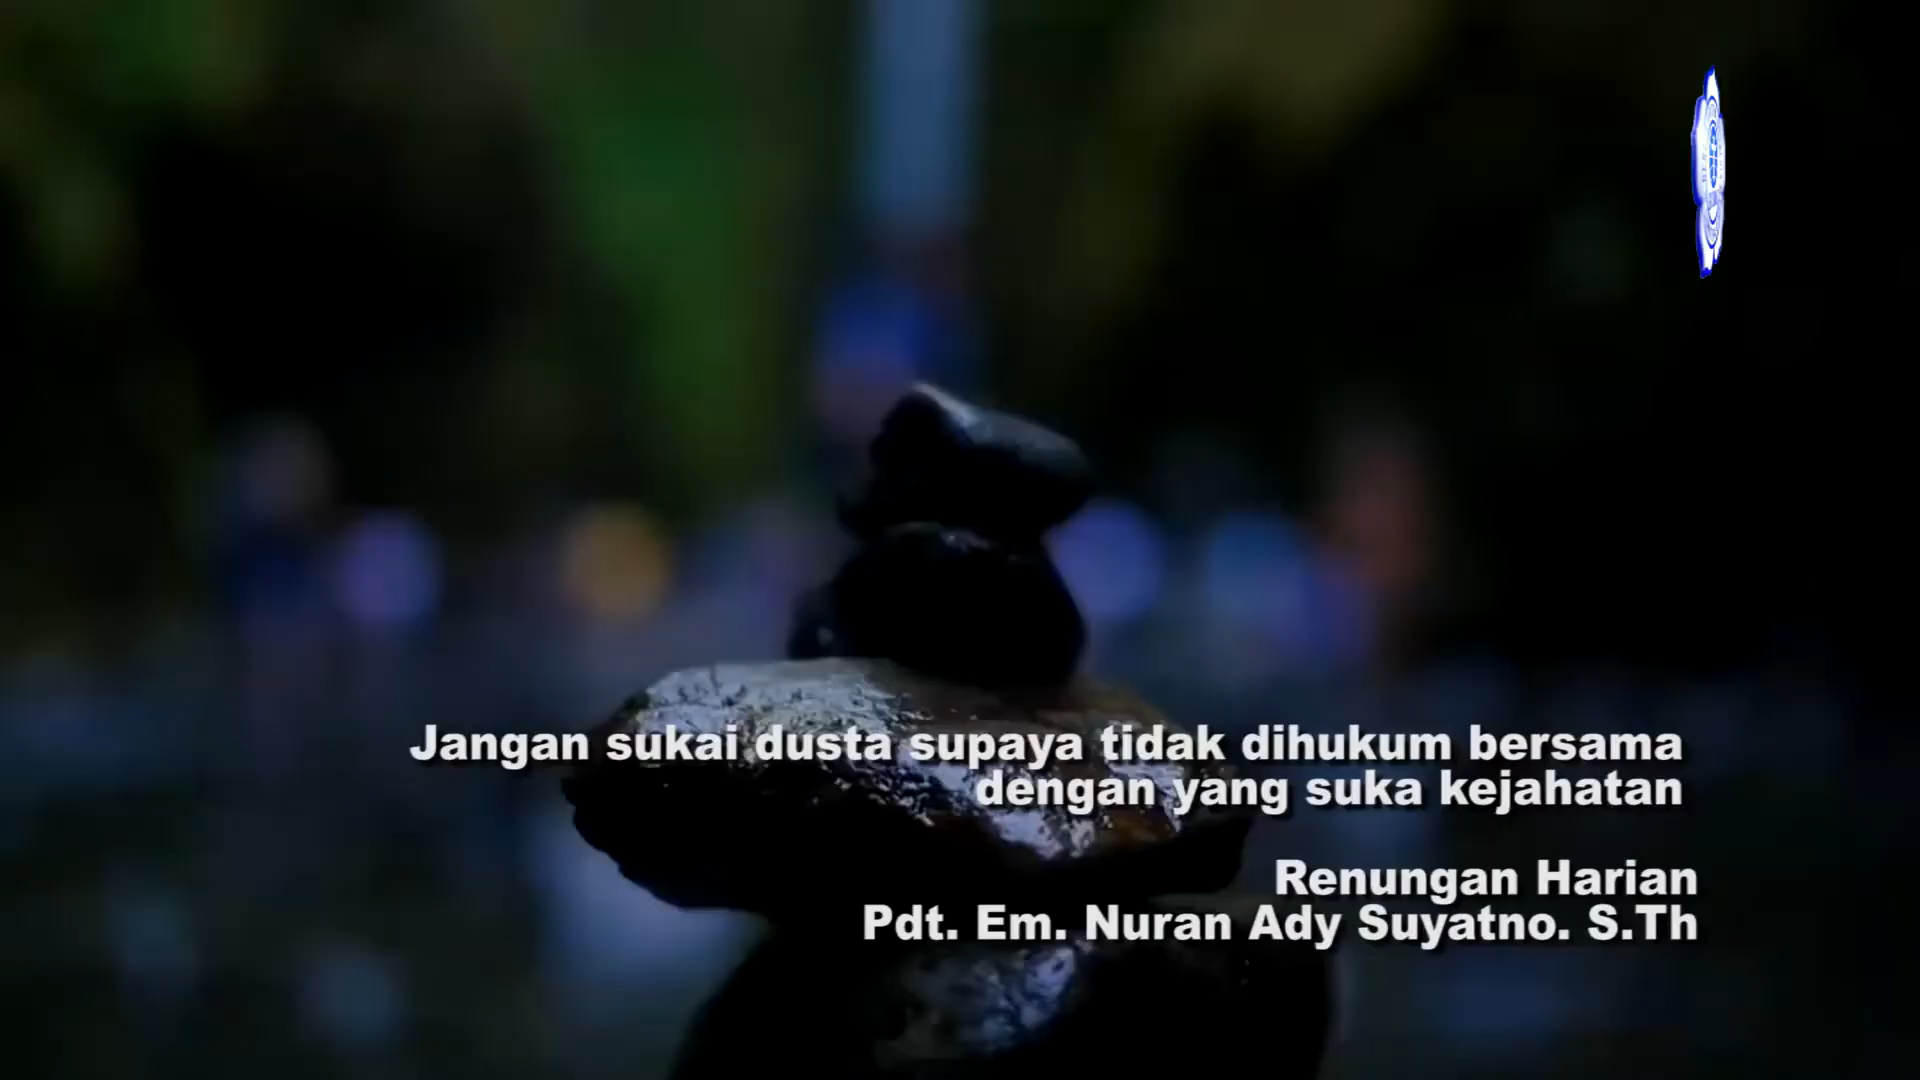 Jangan sukai dusta supaya tidak dihukum bersama
dengan yang suka kejahatan
Renungan Harian
Pdt. Em. Nuran Ady Suyatno. S.Th